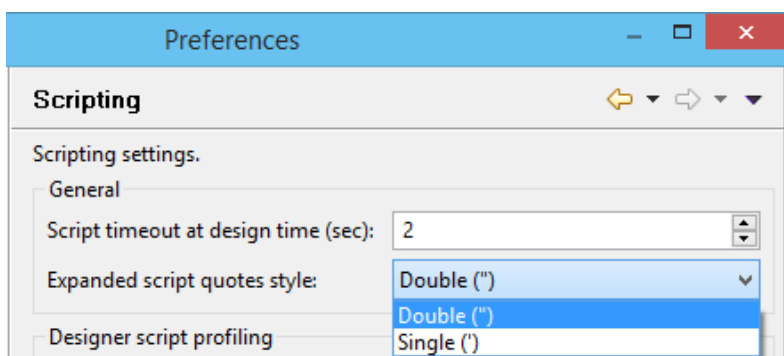 Preferences
Scripting
Scripting settings.
General
Script timeout at design time (sec): 2
Expanded script quotes style: Double (")
Double (")
Single (')
Designer script profiling